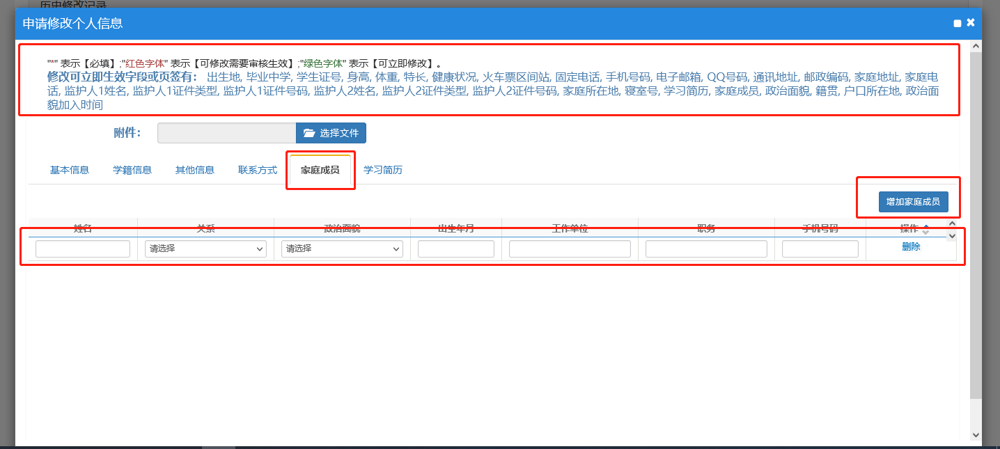 历史修改记录
申请修改个人信息
"*" 表示【必填】;"红色字体" 表示【可修改需要审核生效】;"绿色字体" 表示【可立即修改】。
修改可立即生效字段或页签有： 出生地, 毕业中学, 学生证号, 身高, 体重, 特长, 健康状况, 火车票区间站, 固定电话, 手机号码, 电子邮箱, QQ号码, 通讯地址, 邮政编码, 家庭地址, 家庭电
话, 监护人1姓名, 监护人1证件类型, 监护人1证件号码, 监护人2姓名, 监护人2证件类型, 监护人2证件号码, 家庭所在地, 寝室号, 学习简历, 家庭成员, 政治面貌, 籍贯, 户口所在地, 政治面
貌加入时间
附件： 选择文件
基本信息 学籍信息 其他信息 联系方式 家庭成员 学习简历
增加家庭成员
姓名 关系 政治面貌 出生年月 工作单位 职务 手机号码 操作
请选择 请选择 删除